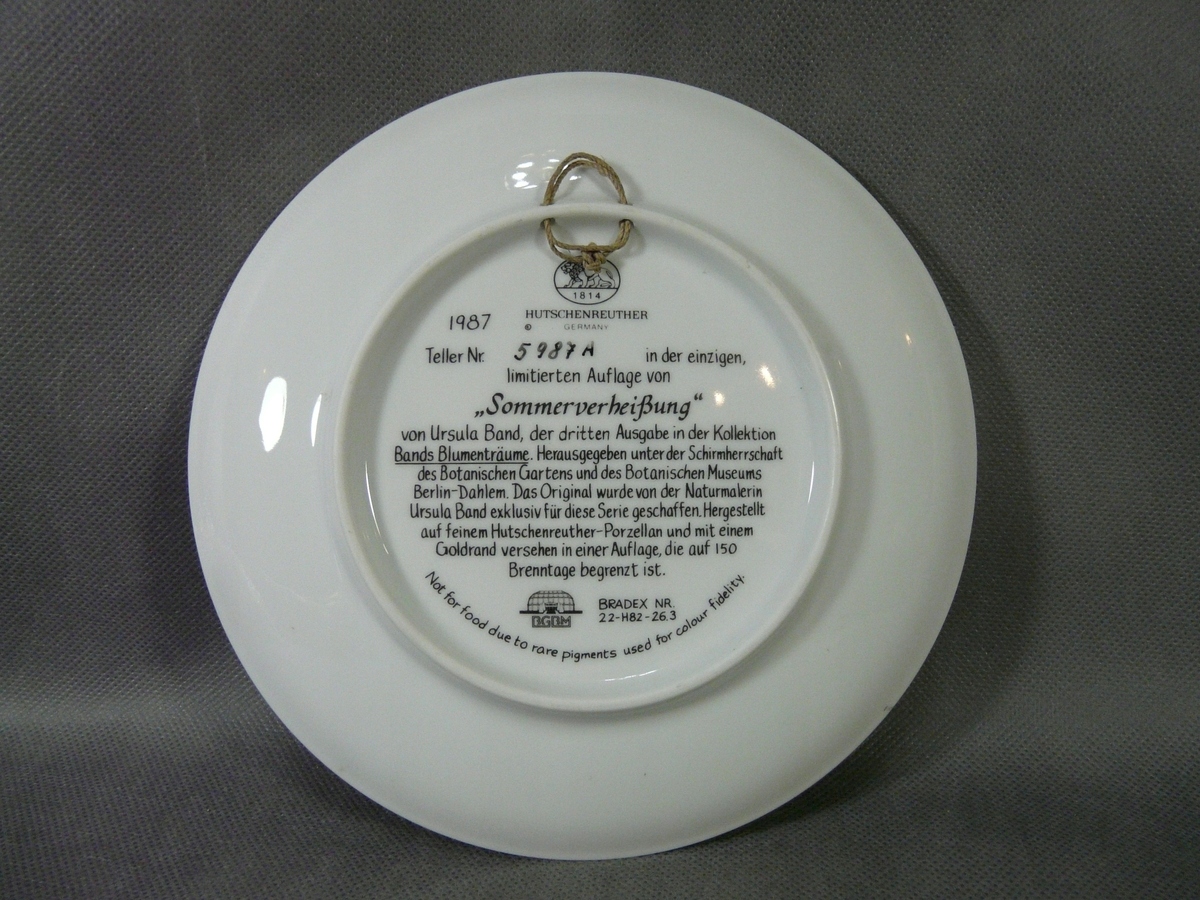 1814
HUTSCHENREUTHER
© GERMANY
1987
Teller Nr. 5987A in der einzigen,
limitierten Auflage von
„Sommerverheißung“
von Ursula Band, der dritten Ausgabe in der Kollektion
Bands Blumenträume. Herausgegeben unter der Schirmherrschaft
des Botanischen Gartens und des Botanischen Museums
Berlin-Dahlem. Das Original wurde von der Naturmalerin
Ursula Band exklusiv für diese Serie geschaffen. Hergestellt
auf feinem Hutschenreuther-Porzellan und mit einem
Goldrand versehen in einer Auflage, die auf 150
Brenntage begrenzt ist.
BGBM
BRADEX NR.
22-H82-26.3
Not for food due to rare pigments used for colour fidelity.